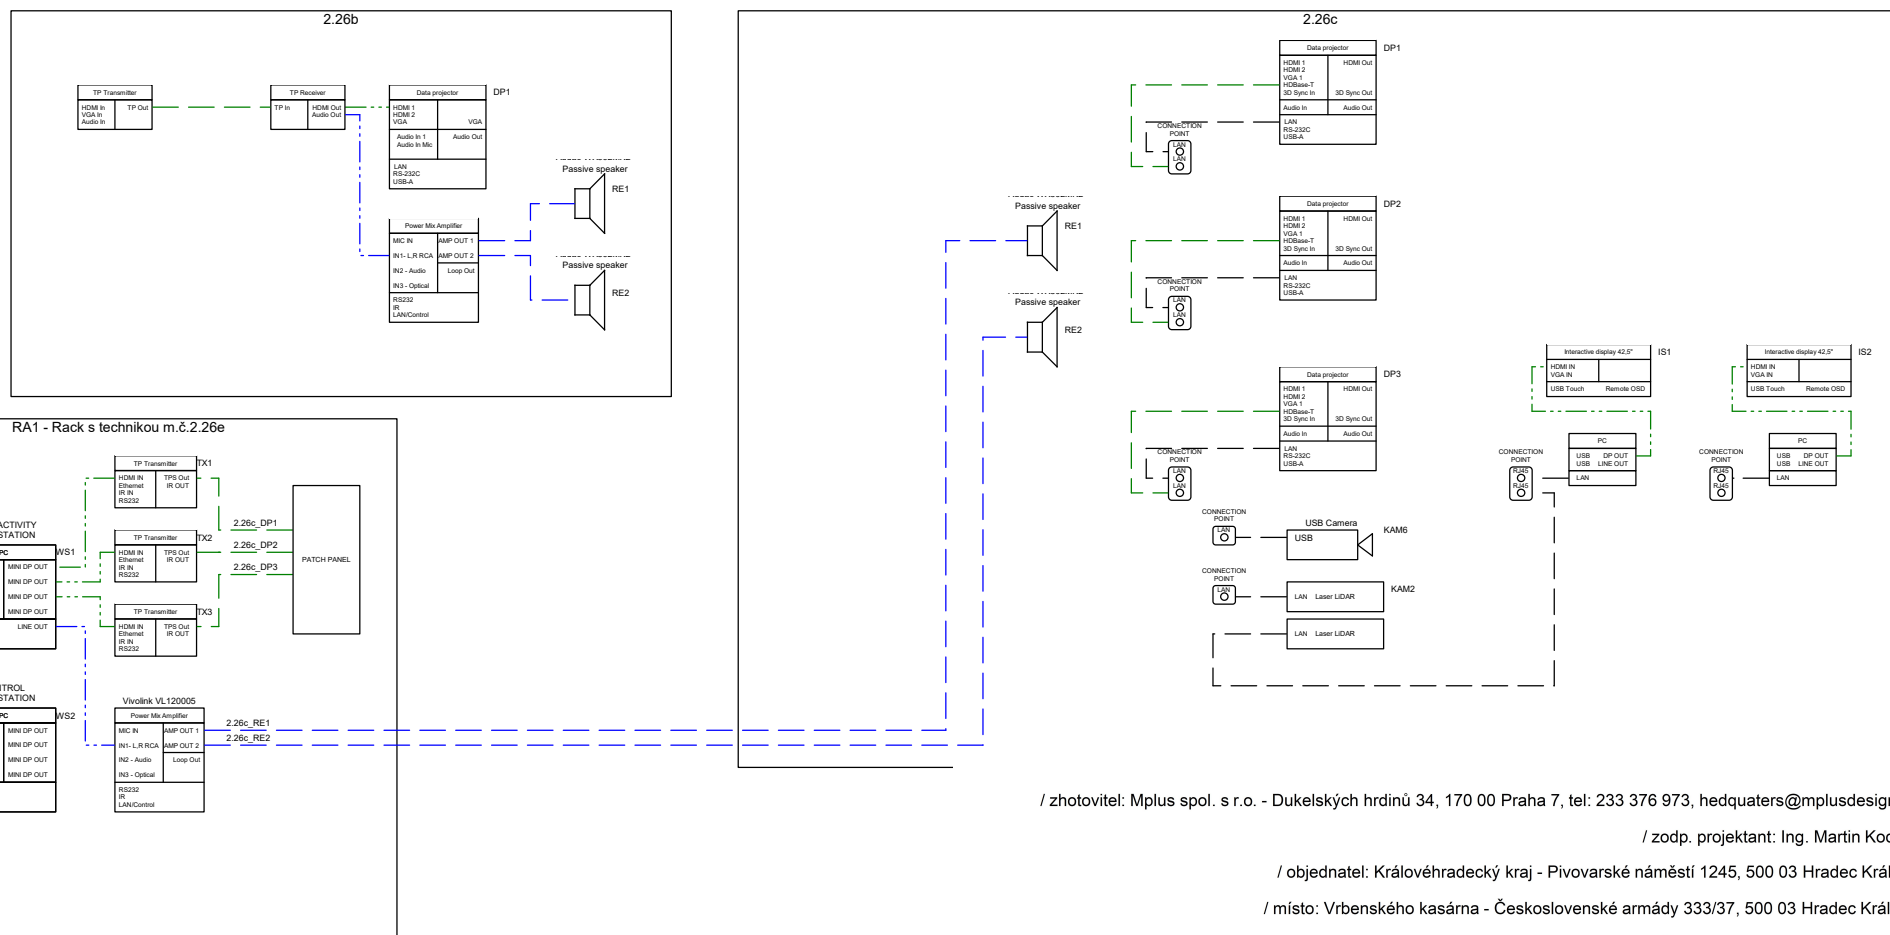 2.26b
TP Transmitter
HDMI In
VGA In
Audio In
TP Out
TP Receiver
TP In
HDMI Out
Audio Out
Data projector
DP1
HDMI 1
HDMI 2
VGA
VGA
Audio In 1
Audio In Mic
Audio Out
LAN
RS-232C
USB-A
Passive speaker
RE1
Power Mix Amplifier
MIC IN
AMP OUT 1
IN1- L,R RCA
AMP OUT 2
IN2 - Audio
Loop Out
IN3 - Optical
RS232
IR
LAN/Control
Passive speaker
RE2
2.26c
Data projector
DP1
HDMI 1
HDMI 2
VGA 1
HDBase-T
3D Sync In
HDMI Out
3D Sync Out
Audio In
Audio Out
LAN
RS-232C
USB-A
CONNECTION
POINT
LAN
LAN
Passive speaker
RE1
Data projector
DP2
HDMI 1
HDMI 2
VGA 1
HDBase-T
3D Sync In
HDMI Out
3D Sync Out
Audio In
Audio Out
LAN
RS-232C
USB-A
CONNECTION
POINT
LAN
LAN
Passive speaker
RE2
Data projector
DP3
HDMI 1
HDMI 2
VGA 1
HDBase-T
3D Sync In
HDMI Out
3D Sync Out
Audio In
Audio Out
LAN
RS-232C
USB-A
CONNECTION
POINT
LAN
LAN
Interactive display 42,5"
IS1
HDMI IN
VGA IN
USB Touch
Remote OSD
PC
USB
USB
DP OUT
LINE OUT
LAN
CONNECTION
POINT
RJ45
RJ45
Interactive display 42,5"
IS2
HDMI IN
VGA IN
USB Touch
Remote OSD
PC
USB
USB
DP OUT
LINE OUT
LAN
CONNECTION
POINT
RJ45
RJ45
CONNECTION
POINT
LAN
USB Camera
USB
KAM6
CONNECTION
POINT
LAN
LAN
Laser LiDAR
KAM2
LAN
Laser LiDAR
RA1 - Rack s technikou m.č.2.26e
TP Transmitter
TX1
HDMI IN
Ethernet
IR IN
RS232
TPS Out
IR OUT
TP Transmitter
TX2
HDMI IN
Ethernet
IR IN
RS232
TPS Out
IR OUT
TP Transmitter
TX3
HDMI IN
Ethernet
IR IN
RS232
TPS Out
IR OUT
2.26c_DP1
2.26c_DP2
2.26c_DP3
PATCH PANEL
ACTIVITY
STATION
PC
WS1
MINI DP OUT
MINI DP OUT
MINI DP OUT
MINI DP OUT
LINE OUT
TROL
STATION
PC
WS2
MINI DP OUT
MINI DP OUT
MINI DP OUT
MINI DP OUT
Vivolink VL120005
Power Mix Amplifier
MIC IN
AMP OUT 1
IN1- L,R RCA
AMP OUT 2
IN2 - Audio
Loop Out
IN3 - Optical
RS232
IR
LAN/Control
2.26c_RE1
2.26c_RE2
/ zhotovitel: Mplus spol. s r.o. - Dukelských hrdinů 34, 170 00 Praha 7, tel: 233 376 973, hedquaters@mplusdesign
/ zodp. projektant: Ing. Martin Koc
/ objednatel: Královéhradecký kraj - Pivovarské náměstí 1245, 500 03 Hradec Král
/ místo: Vrbenského kasárna - Československé armády 333/37, 500 03 Hradec Král